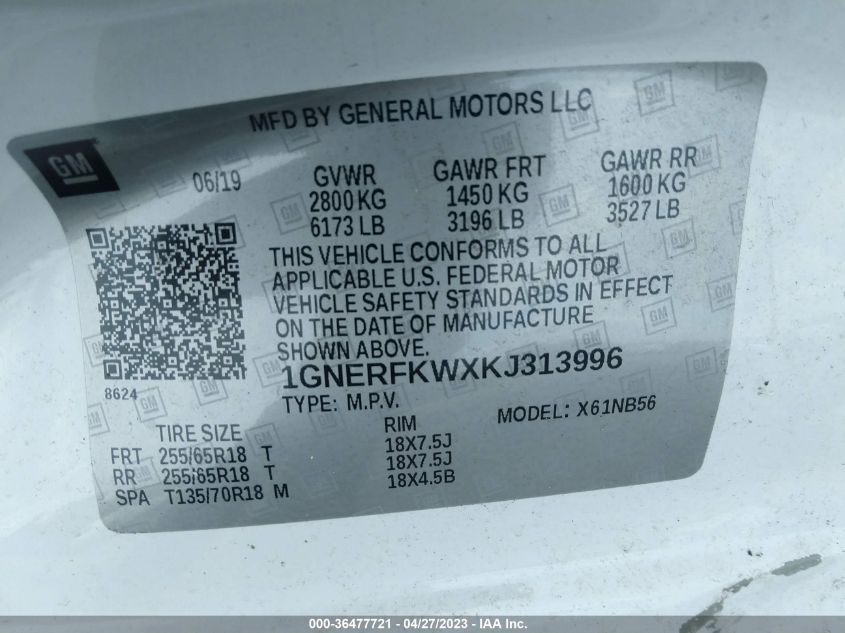 MFD BY GENERAL MOTORS LLC
GM
06/19
GVWR GAWR FRT GAWR RR
2800 KG 1450 KG 1600 KG
6173 LB 3196 LB 3527 LB
THIS VEHICLE CONFORMS TO ALL
APPLICABLE U.S. FEDERAL MOTOR
VEHICLE SAFETY STANDARDS IN EFFECT
ON THE DATE OF MANUFACTURE
SHOWN ABOVE.
8624
1GNERFKWXKJ313996
TYPE: M.P.V. MODEL: X61NB56
TIRE SIZE RIM
FRT 255/65R18 T 18X7.5J
RR 255/65R18 T 18X7.5J
SPA T135/70R18 M 18X4.5B
000-36477721 - 04/27/2023 - IAA Inc.